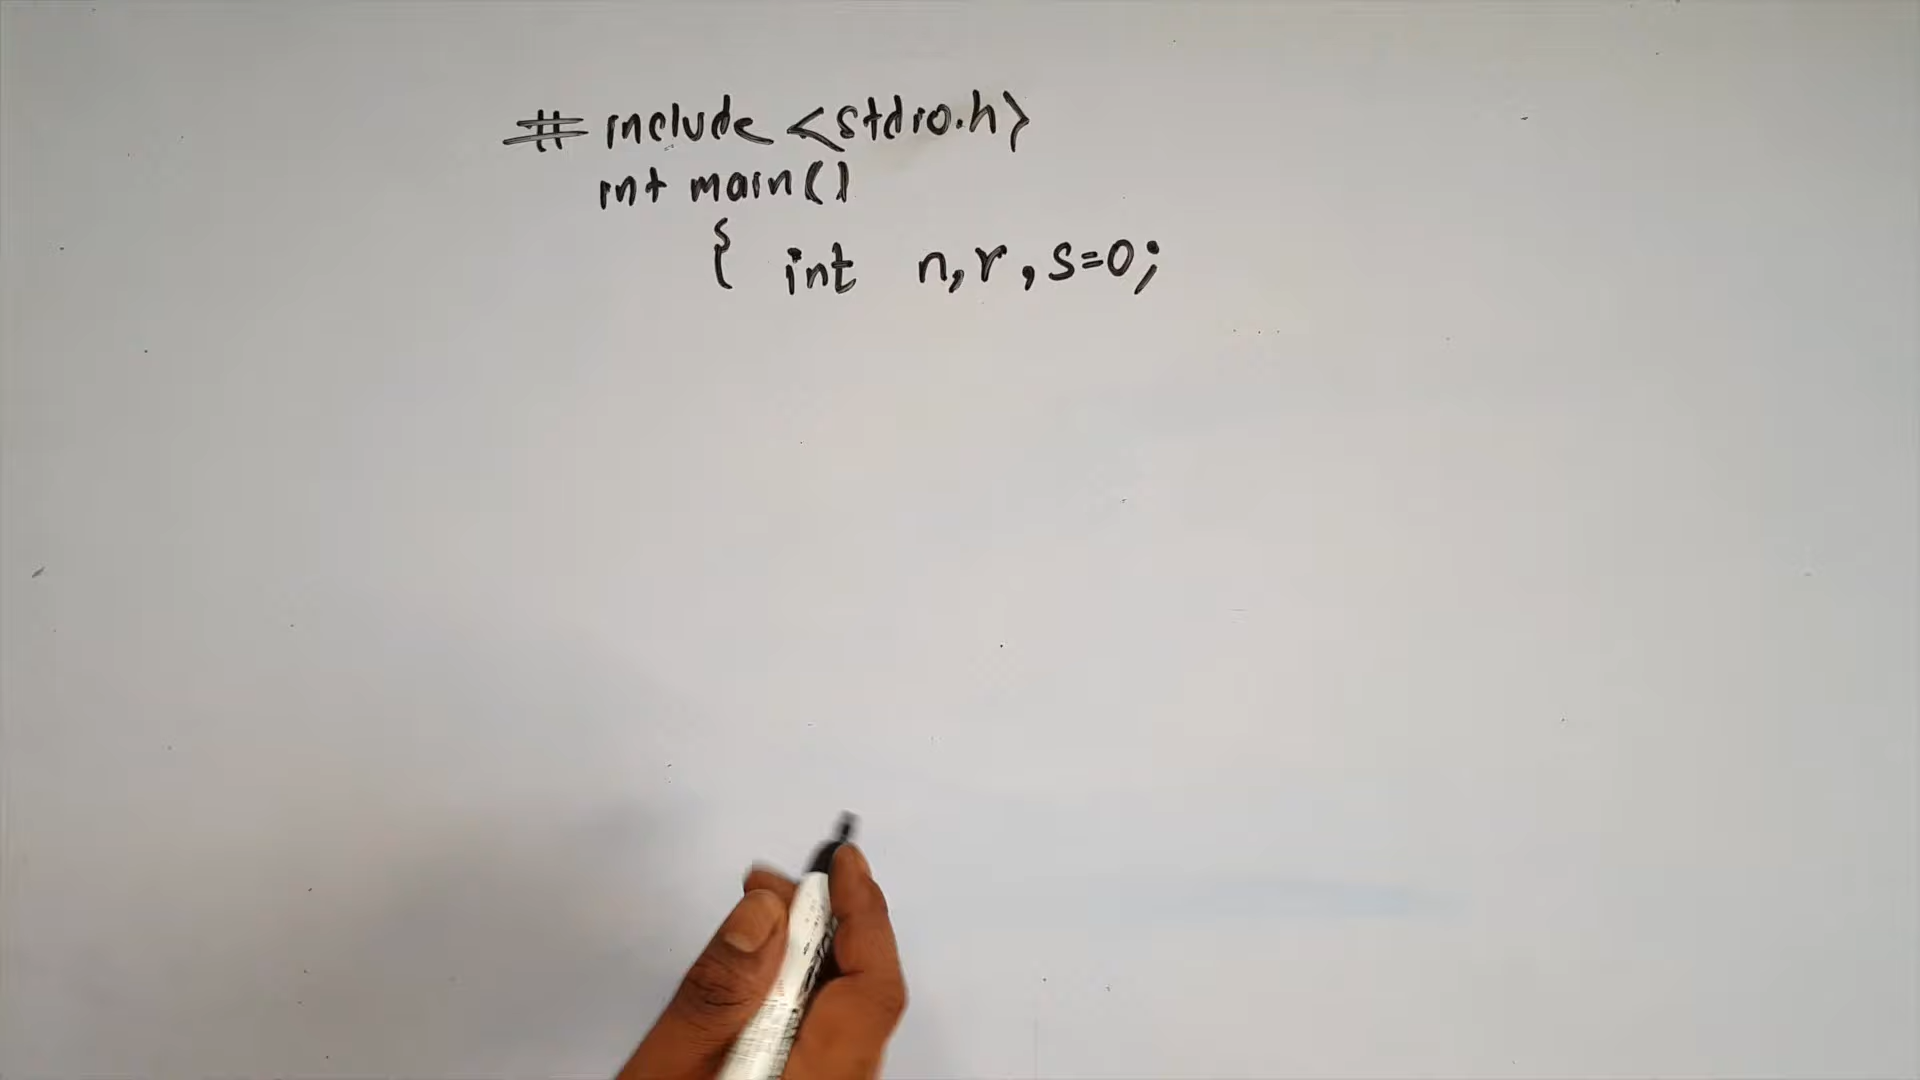 # include <stdio.h>
int main()
{ int n,r,s=0;